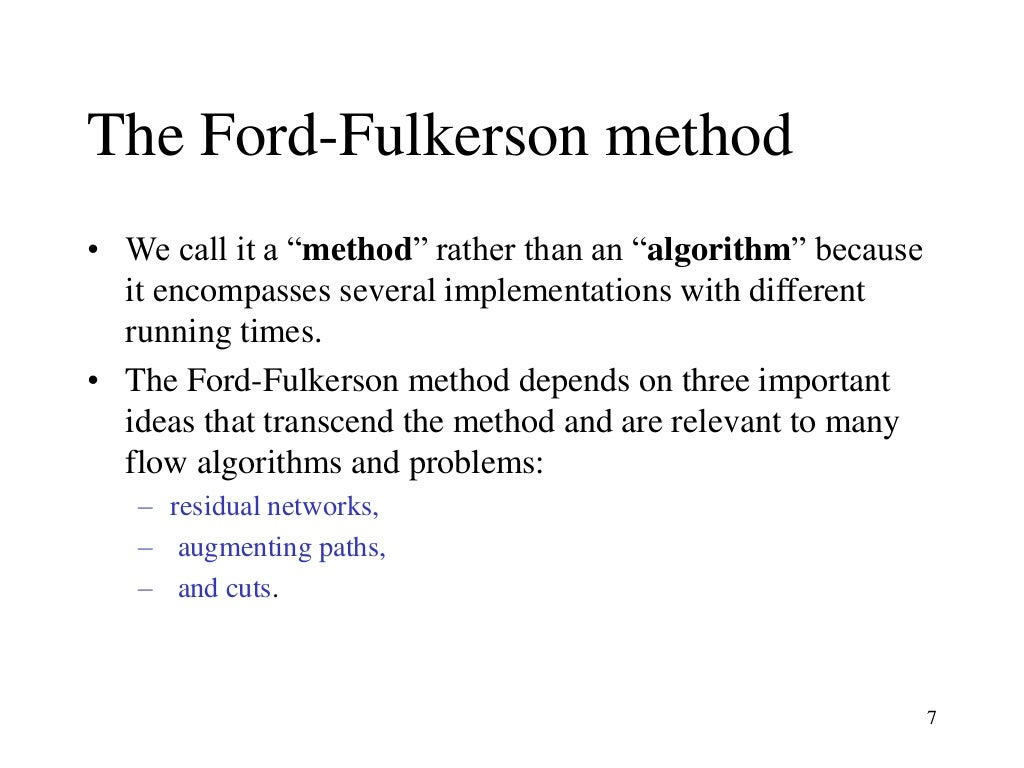 The Ford-Fulkerson method
• We call it a “method” rather than an “algorithm” because
it encompasses several implementations with different
running times.
• The Ford-Fulkerson method depends on three important
ideas that transcend the method and are relevant to many
flow algorithms and problems:
– residual networks,
– augmenting paths,
– and cuts.
7